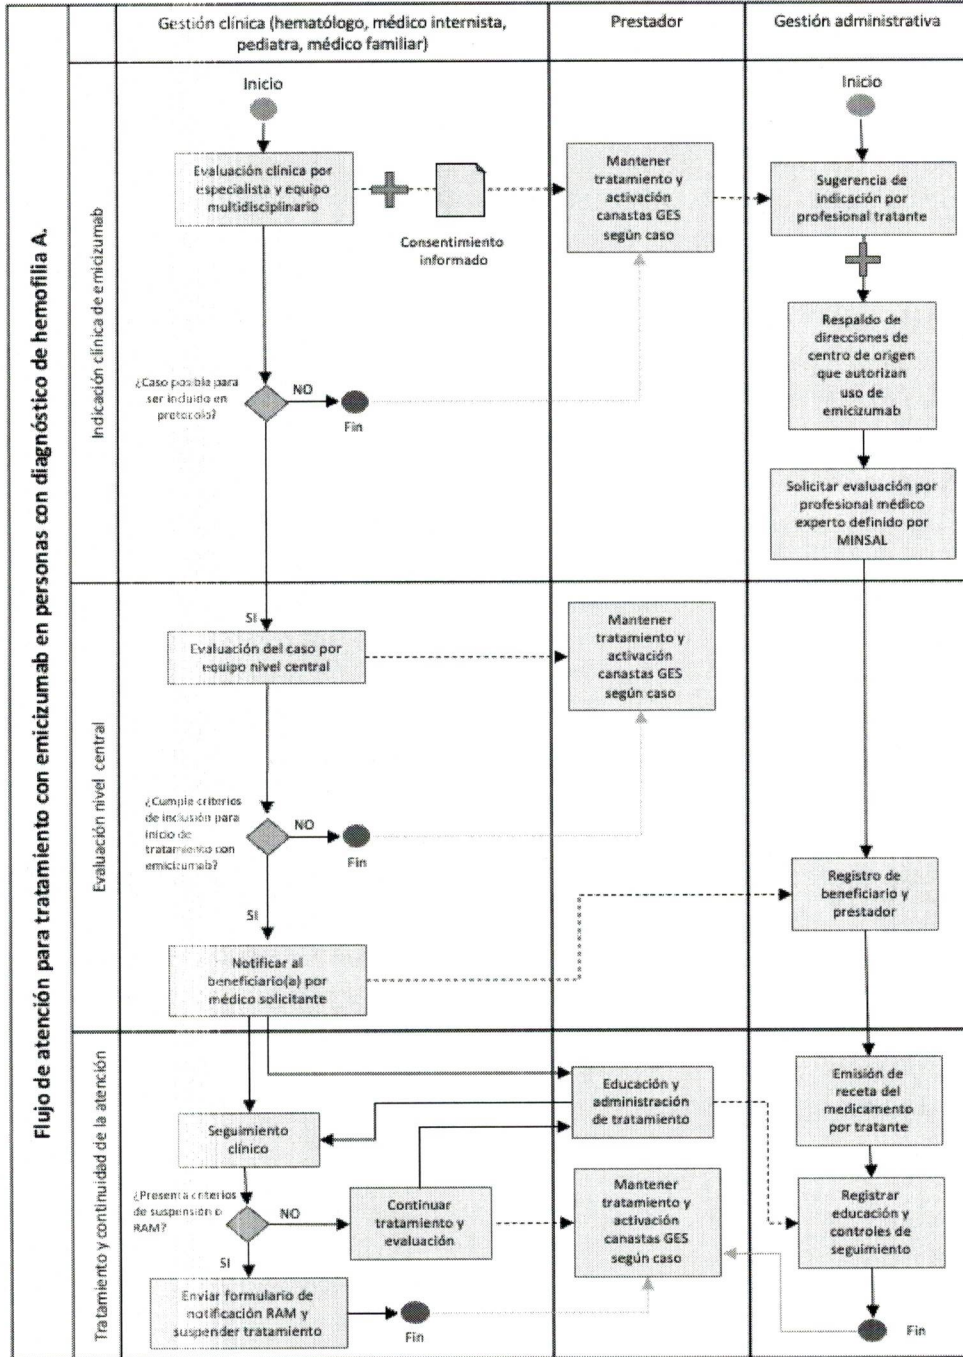 Flujo de atención para tratamiento con emicizumab en personas con diagnóstico de hemofilia A.
Gestión clínica (hematólogo, médico internista,
pediatra, médico familiar)
Prestador
Gestión administrativa
Indicación clínica de emicizumab
Inicio
Evaluación clínica por
especialista y equipo
multidisciplinario
Consentimiento
informado
Mantener
tratamiento y
activación
canastas GES
según caso
Inicio
Sugerencia de
indicación por
profesional tratante
Respaldo de
direcciones de
centro de origen
que autorizan
uso de
emicizumab
¿Caso posible para
ser incluido en
protocolo?
NO
Fin
Solicitar evaluación por
profesional médico
experto definido por
MINSAL
Evaluación nivel central
SI
Evaluación del caso por
equipo nivel central
Mantener
tratamiento y
activación
canastas GES
según caso
¿Cumple criterios
de inclusión para
inicio de
tratamiento con
emicizumab?
NO
Fin
SI
Registro de
beneficiario y
prestador
Notificar al
beneficiario(a) por
médico solicitante
Tratamiento y continuidad de la atención
Educación y
administración
de tratamiento
Emisión de
receta del
medicamento
por tratante
Seguimiento
clínico
¿Presenta criterios
de suspensión o
RAM?
NO
Continuar
tratamiento y
evaluación
Mantener
tratamiento y
activación
canastas GES
según caso
Registrar
educación y
controles de
seguimiento
SI
Enviar formulario de
notificación RAM y
suspender tratamiento
Fin
Fin